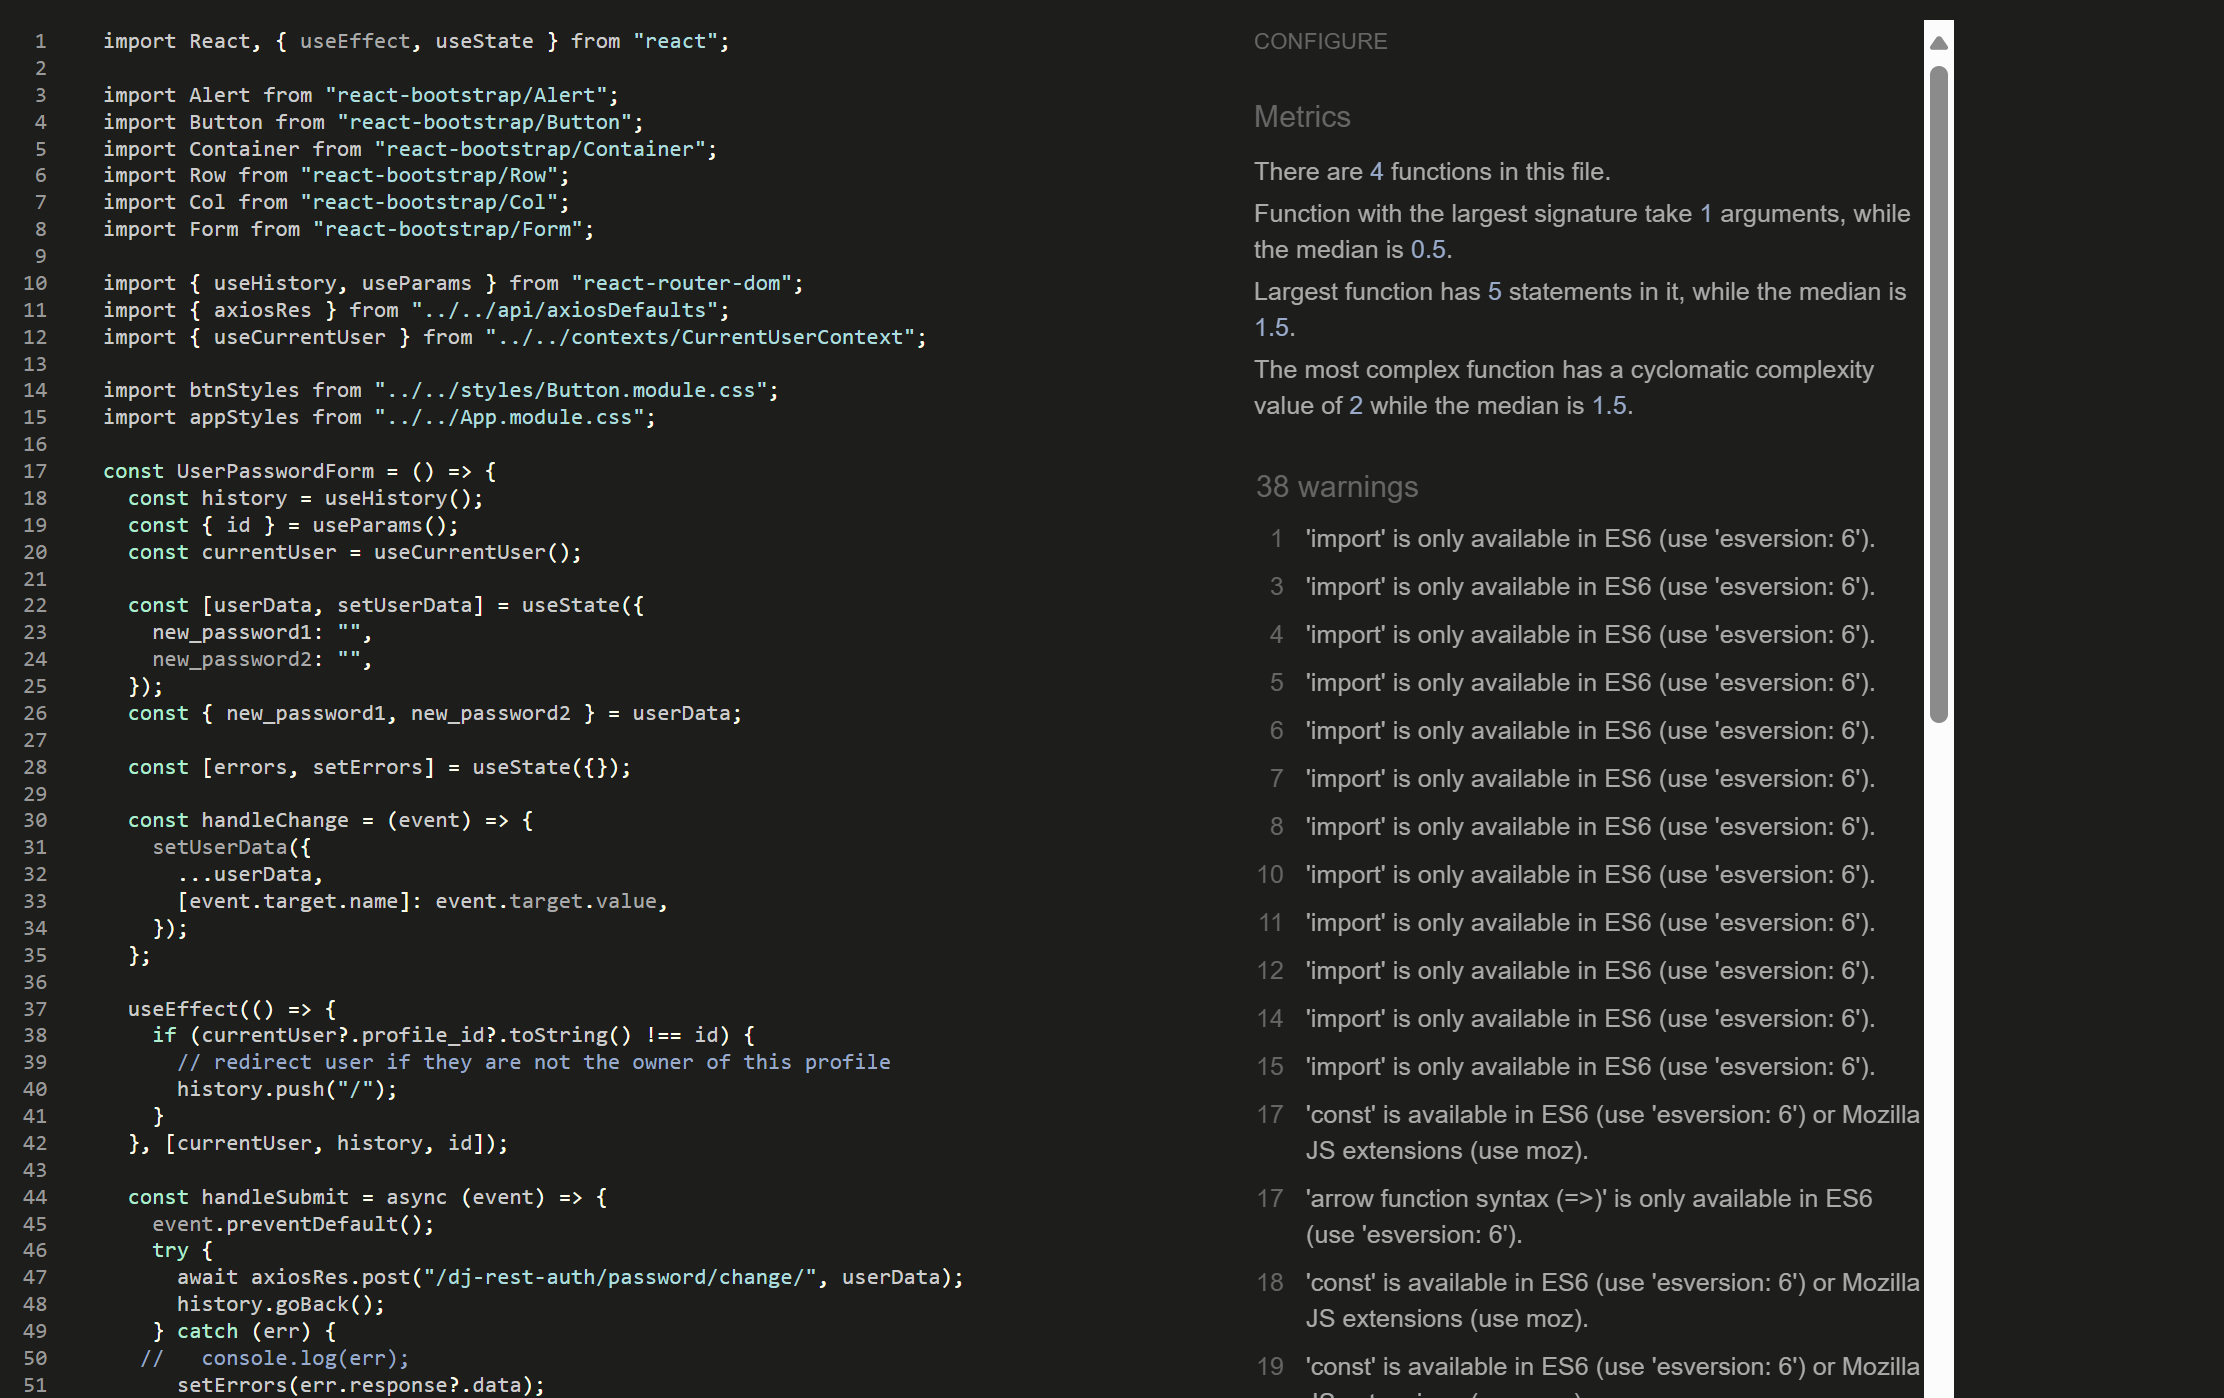 1 import React, { useEffect, useState } from "react";
2
3 import Alert from "react-bootstrap/Alert";
4 import Button from "react-bootstrap/Button";
5 import Container from "react-bootstrap/Container";
6 import Row from "react-bootstrap/Row";
7 import Col from "react-bootstrap/Col";
8 import Form from "react-bootstrap/Form";
9
10 import { useHistory, useParams } from "react-router-dom";
11 import { axiosRes } from "../../api/axiosDefaults";
12 import { useCurrentUser } from "../../contexts/CurrentUserContext";
13
14 import btnStyles from "../../styles/Button.module.css";
15 import appStyles from "../../App.module.css";
16
17 const UserPasswordForm = () => {
18   const history = useHistory();
19   const { id } = useParams();
20   const currentUser = useCurrentUser();
21
22   const [userData, setUserData] = useState({
23     new_password1: "",
24     new_password2: "",
25   });
26   const { new_password1, new_password2 } = userData;
27
28   const [errors, setErrors] = useState({});
29
30   const handleChange = (event) => {
31     setUserData({
32       ...userData,
33       [event.target.name]: event.target.value,
34     });
35   };
36
37   useEffect(() => {
38     if (currentUser?.profile_id?.toString() !== id) {
39       // redirect user if they are not the owner of this profile
40       history.push("/");
41     }
42   }, [currentUser, history, id]);
43
44   const handleSubmit = async (event) => {
45     event.preventDefault();
46     try {
47       await axiosRes.post("/dj-rest-auth/password/change/", userData);
48       history.goBack();
49     } catch (err) {
50    //   console.log(err);
51       setErrors(err.response?.data);
CONFIGURE
Metrics
There are 4 functions in this file.
Function with the largest signature take 1 arguments, while
the median is 0.5.
Largest function has 5 statements in it, while the median is
1.5.
The most complex function has a cyclomatic complexity
value of 2 while the median is 1.5.
38 warnings
1 'import' is only available in ES6 (use 'esversion: 6').
3 'import' is only available in ES6 (use 'esversion: 6').
4 'import' is only available in ES6 (use 'esversion: 6').
5 'import' is only available in ES6 (use 'esversion: 6').
6 'import' is only available in ES6 (use 'esversion: 6').
7 'import' is only available in ES6 (use 'esversion: 6').
8 'import' is only available in ES6 (use 'esversion: 6').
10 'import' is only available in ES6 (use 'esversion: 6').
11 'import' is only available in ES6 (use 'esversion: 6').
12 'import' is only available in ES6 (use 'esversion: 6').
14 'import' is only available in ES6 (use 'esversion: 6').
15 'import' is only available in ES6 (use 'esversion: 6').
17 'const' is available in ES6 (use 'esversion: 6') or Mozilla
JS extensions (use moz).
17 'arrow function syntax (=>)' is only available in ES6
(use 'esversion: 6').
18 'const' is available in ES6 (use 'esversion: 6') or Mozilla
JS extensions (use moz).
19 'const' is available in ES6 (use 'esversion: 6') or Mozilla